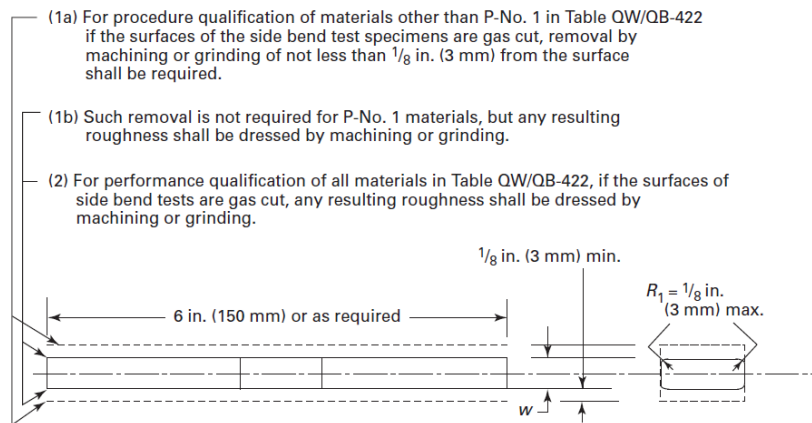 (1a) For procedure qualification of materials other than P-No. 1 in Table QW/QB-422
if the surfaces of the side bend test specimens are gas cut, removal by
machining or grinding of not less than 1/8 in. (3 mm) from the surface
shall be required.
(1b) Such removal is not required for P-No. 1 materials, but any resulting
roughness shall be dressed by machining or grinding.
(2) For performance qualification of all materials in Table QW/QB-422, if the surfaces of
side bend tests are gas cut, any resulting roughness shall be dressed by
machining or grinding.
1/8 in. (3 mm) min.
R1 = 1/8 in.
(3 mm) max.
6 in. (150 mm) or as required
w